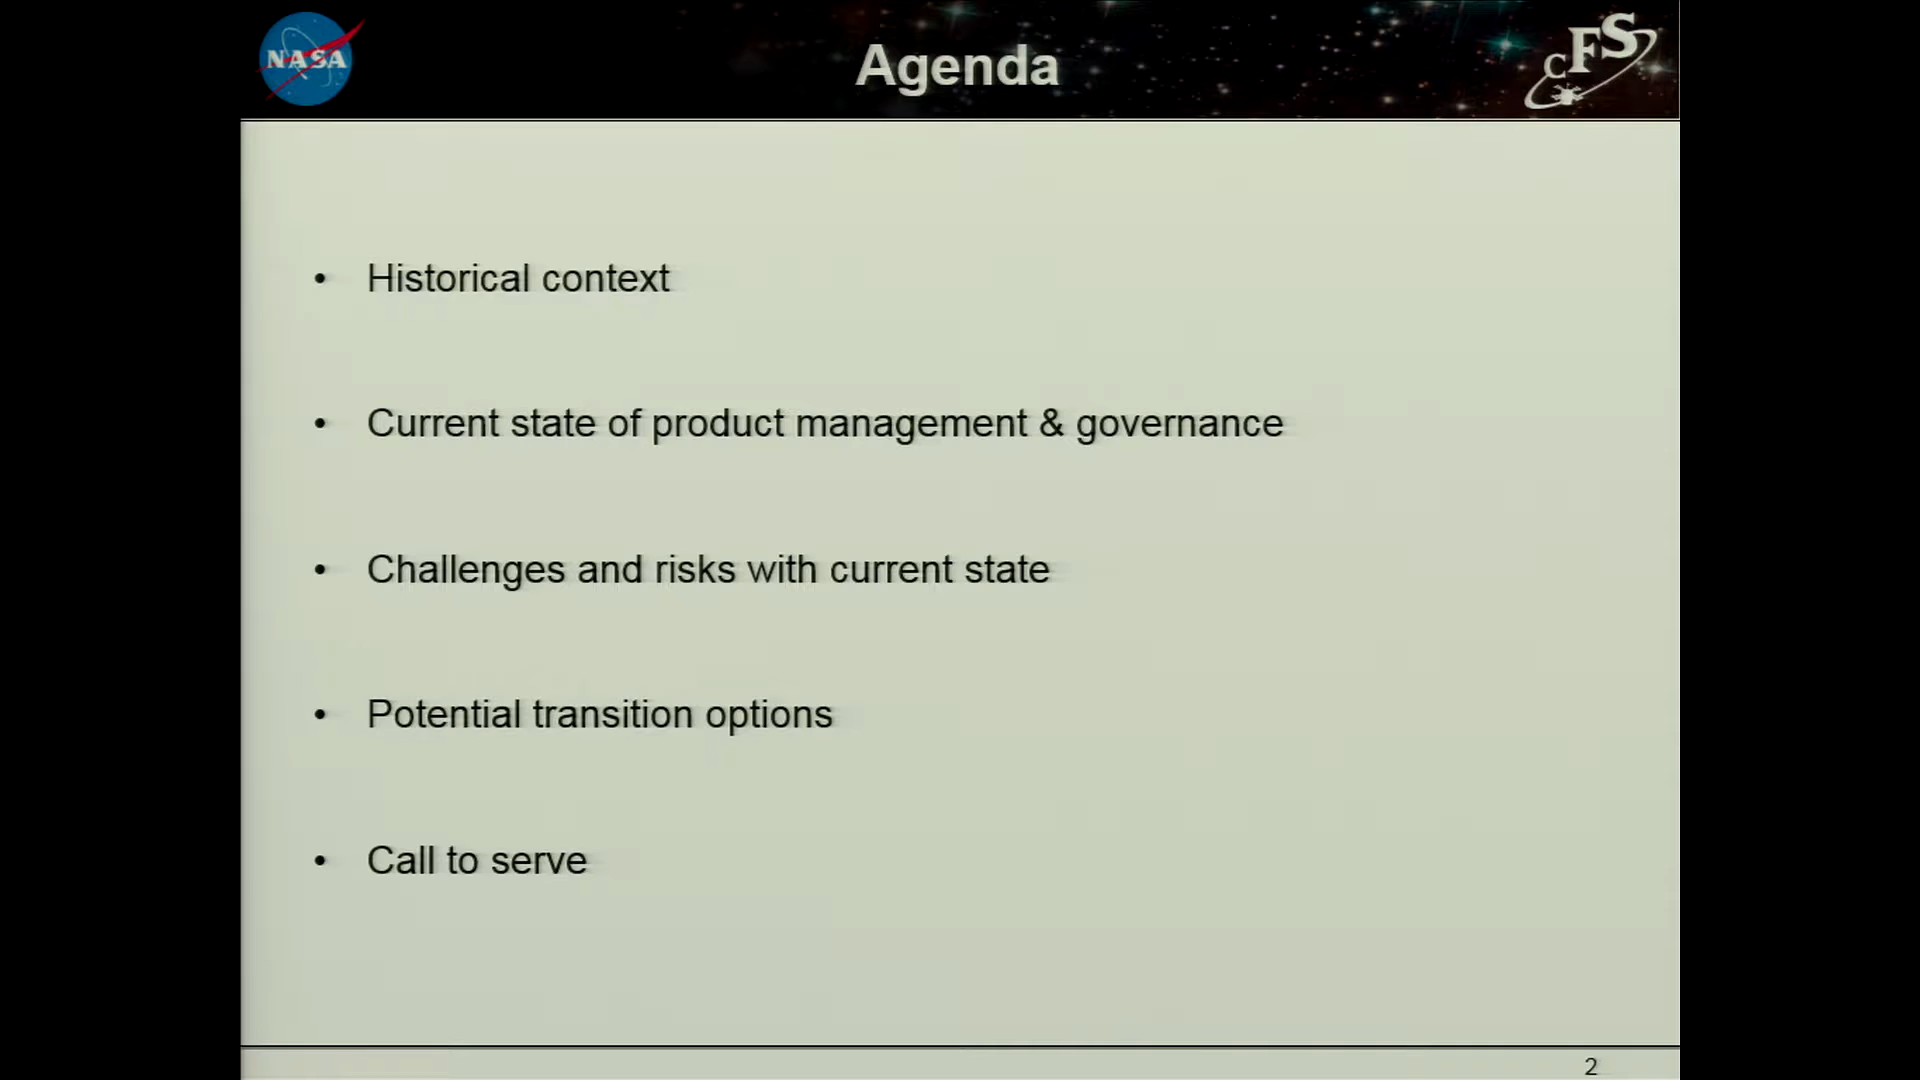 NASA
Agenda
cFS
• Historical context
• Current state of product management & governance
• Challenges and risks with current state
• Potential transition options
• Call to serve
2